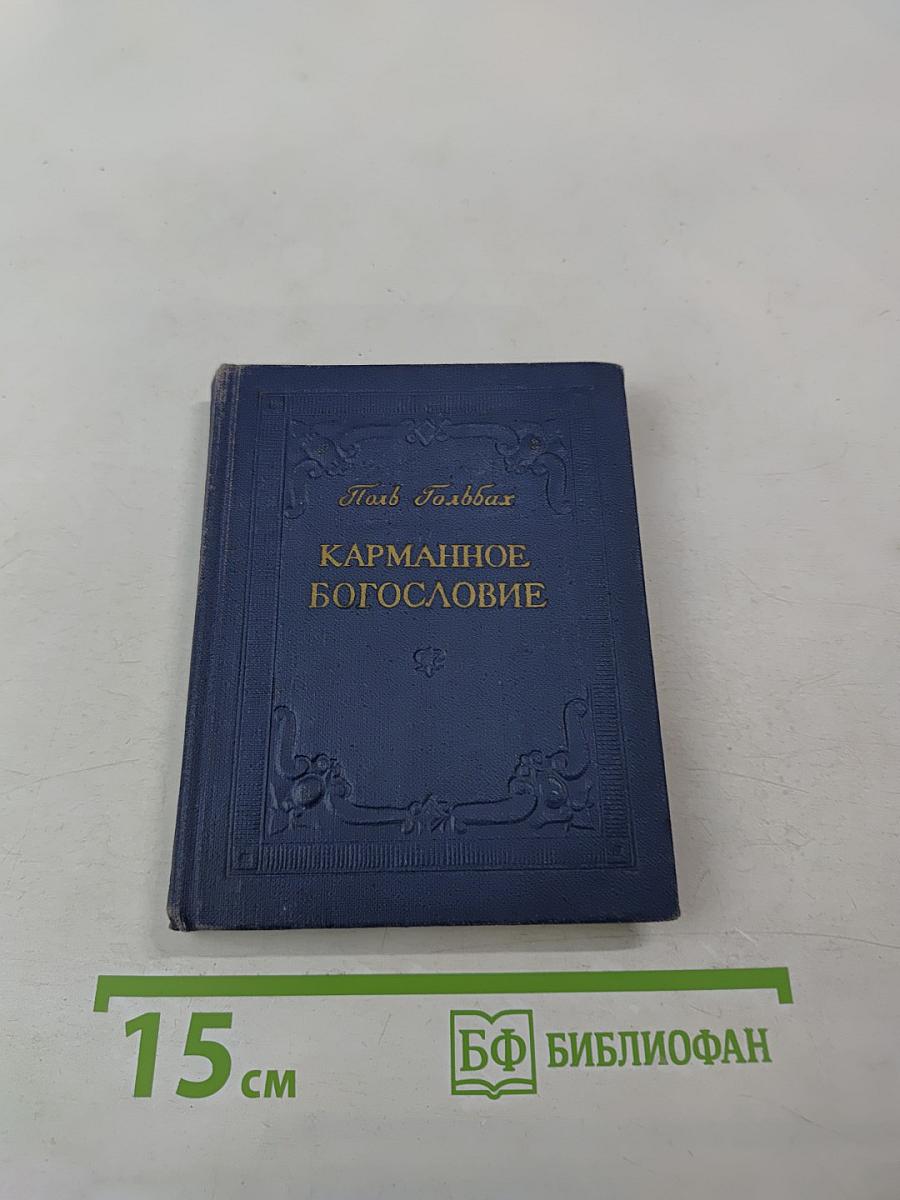 Поль Гольбах
КАРМАННОЕ
БОГОСЛОВИЕ
15 см
БФ БИБЛИОФАН